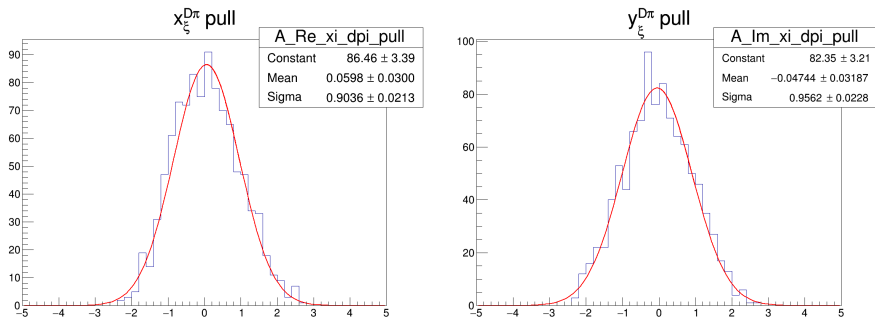 x_ξ^Dπ pull
A_Re_xi_dpi_pull
Constant 86.46 ± 3.39
Mean 0.0598 ± 0.0300
Sigma 0.9036 ± 0.0213
90
80
70
60
50
40
30
20
10
0
−5 −4 −3 −2 −1 0 1 2 3 4 5
y_ξ^Dπ pull
A_Im_xi_dpi_pull
Constant 82.35 ± 3.21
Mean −0.04744 ± 0.03187
Sigma 0.9562 ± 0.0228
100
80
60
40
20
0
−5 −4 −3 −2 −1 0 1 2 3 4 5